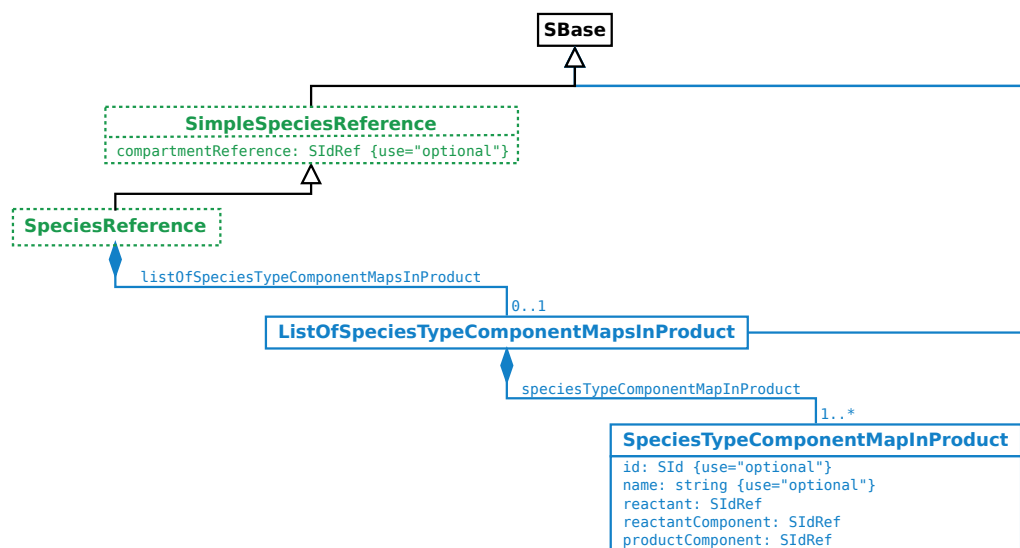 SBase
SimpleSpeciesReference
compartmentReference: SIdRef {use="optional"}
SpeciesReference
listOfSpeciesTypeComponentMapsInProduct
0..1
ListOfSpeciesTypeComponentMapsInProduct
speciesTypeComponentMapInProduct
1..*
SpeciesTypeComponentMapInProduct
id: SId {use="optional"}
name: string {use="optional"}
reactant: SIdRef
reactantComponent: SIdRef
productComponent: SIdRef